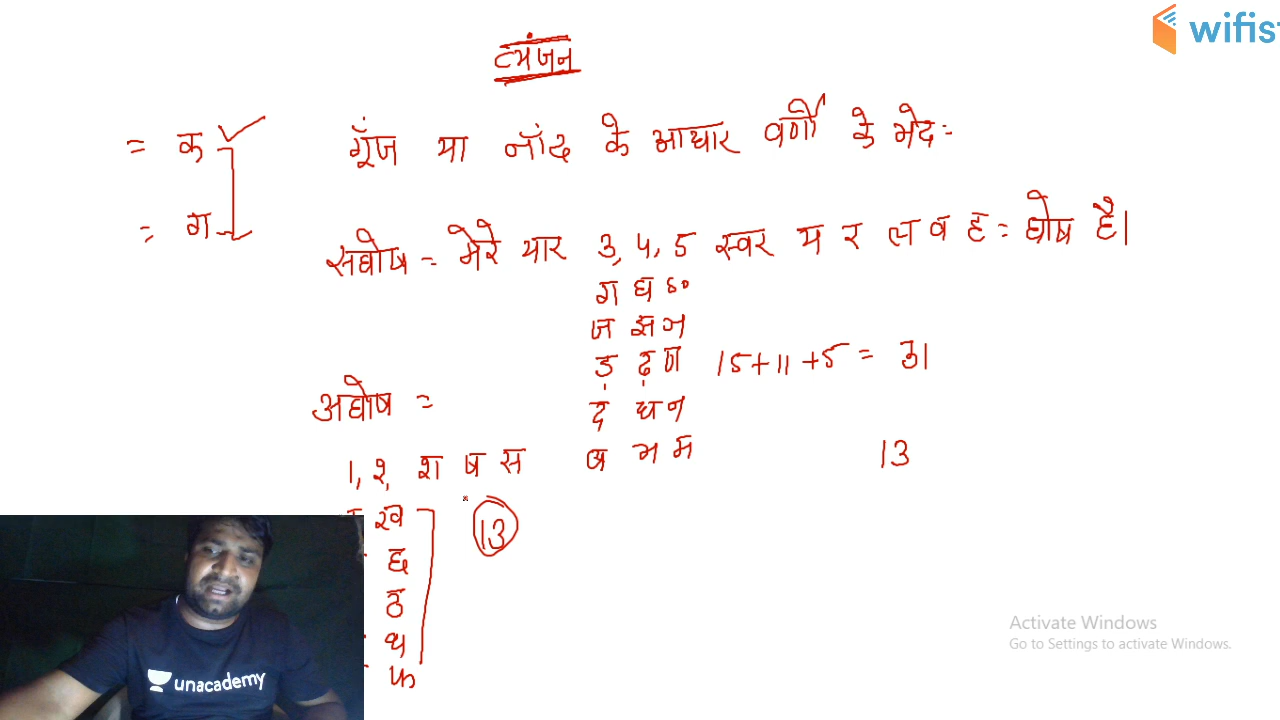 wifis
व्यंजन
= क
गूँज या नाँद के आधार वर्णों के भेद =
= ग
सघोष = मेरे यार 3, 4, 5 स्वर य र ल व ह = घोष है।
ग घ ङ
ज झ ञ
ड ढ ण 15+11+5 = 31
अघोष =
द ध न
1, 2, श ष स ब भ म 13
ख 13
छ
ठ
थ
फ
unacademy
Activate Windows
Go to Settings to activate Windows.